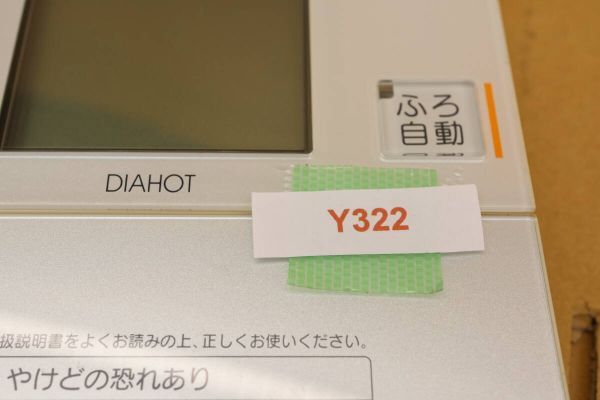 ふろ
自動
DIAHOT
Y322
扱説明書をよくお読みの上、正しくお使いください。
やけどの恐れあり